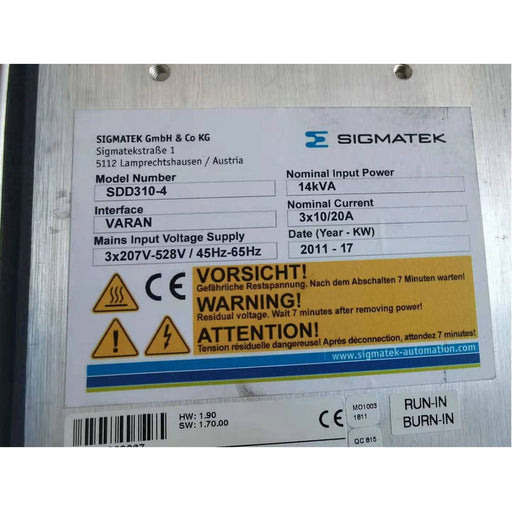 SIGMATEK GmbH & Co KG
Sigmatekstraße 1
5112 Lamprechtshausen / Austria
SIGMATEK
Model Number
SDD310-4
Interface
VARAN
Mains Input Voltage Supply
3x207V-528V / 45Hz-65Hz
Nominal Input Power
14kVA
Nominal Current
3x10/20A
Date (Year - KW)
2011 - 17
CE
VORSICHT!
Gefährliche Restspannung. Nach dem Abschalten 7 Minuten warten!
WARNING!
Residual voltage. Wait 7 minutes after removing power!
ATTENTION!
Tension résiduelle dangereuse! Après déconnection, attendez 7 minutes!
www.sigmatek-automation.com
HW: 1.90
SW: 1.70.00
CE
MO1003
1811
QC 815
RUN-IN
BURN-IN